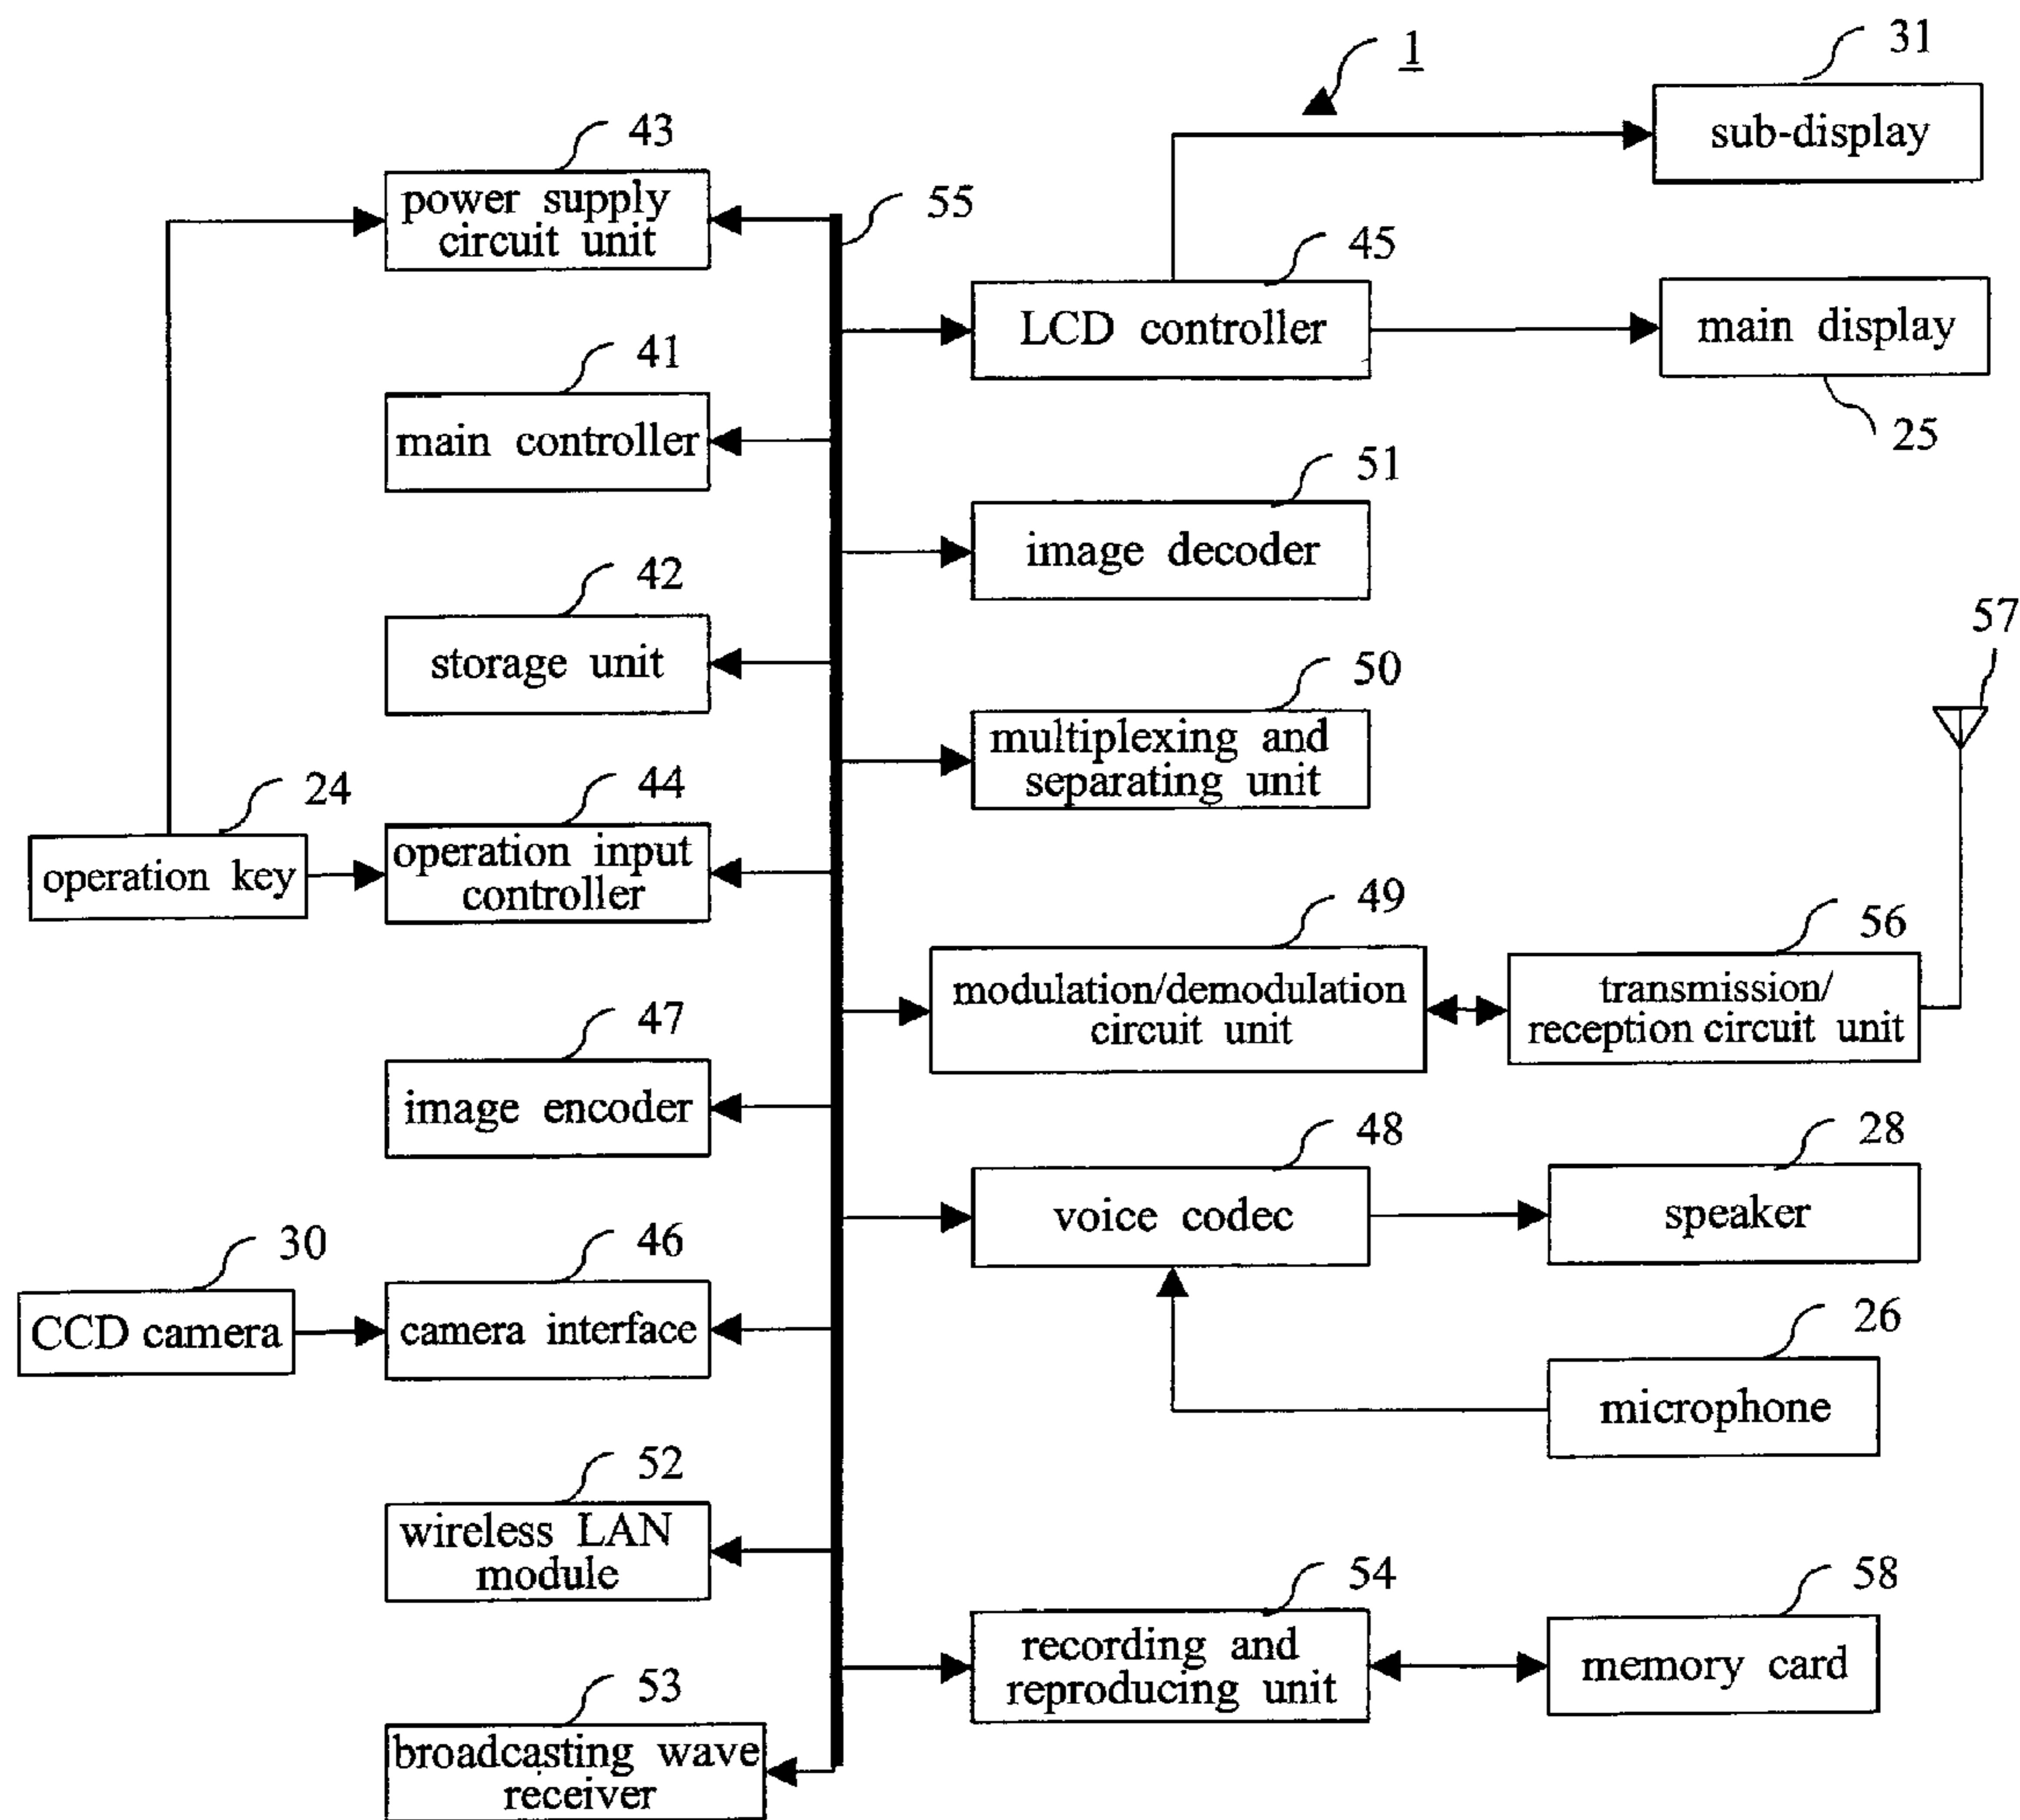 1
31
sub-display
43
power supply
circuit unit
55
45
LCD controller
main display
25
41
main controller
51
image decoder
42
storage unit
50
multiplexing and
separating unit
57
24
operation key
44
operation input
controller
49
modulation/demodulation
circuit unit
56
transmission/
reception circuit unit
47
image encoder
48
voice codec
28
speaker
30
CCD camera
46
camera interface
26
microphone
52
wireless LAN
module
54
recording and
reproducing unit
58
memory card
53
broadcasting wave
receiver